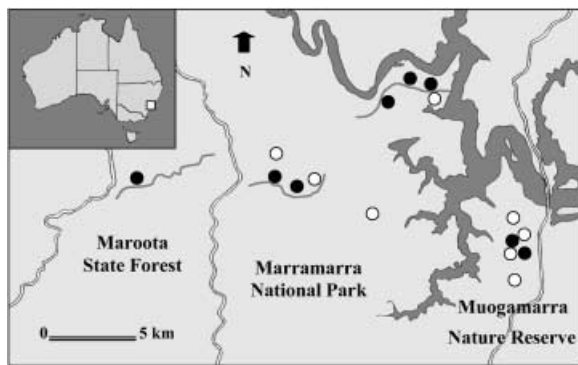 N
Maroota
State Forest
Marramarra
National Park
Muogamarra
Nature Reserve
0 5 km